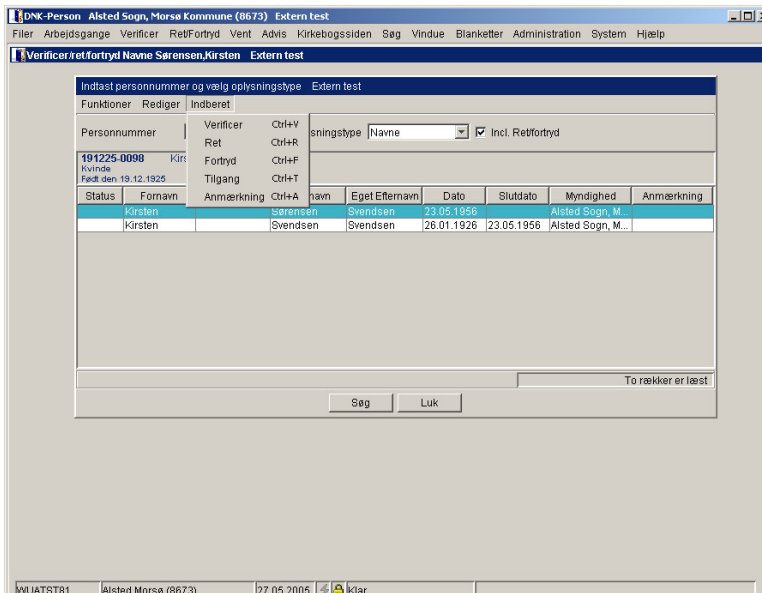 DNK-Person Alsted Sogn, Morsø Kommune (8673) Extern test
Filer Arbejdsgange Verificer Ret/Fortryd Vent Advis Kirkebogssiden Søg Vindue Blanketter Administration System Hjælp
Verificer/ret/fortryd Navne Sørensen,Kirsten Extern test
Indtast personnummer og vælg oplysningstype Extern test
Funktioner Rediger Indberet
Verificer Ctrl+V
Personnummer sningstype Navne Incl. Ret/fortryd
Ret Ctrl+R
191225-0098 Kirs
Fortryd Ctrl+F
Kvinde
Født den 19.12.1925
Tilgang Ctrl+T
Status Fornavn Anmærkning Ctrl+A navn Eget Efternavn Dato Slutdato Myndighed Anmærkning
Kirsten Sørensen Svendsen 23.05.1956 Alsted Sogn, M...
Kirsten Svendsen Svendsen 26.01.1926 23.05.1956 Alsted Sogn, M...
To rækker er læst
Søg Luk
WUATST81 Alsted Morsø (8673) 27.05.2005 Klar